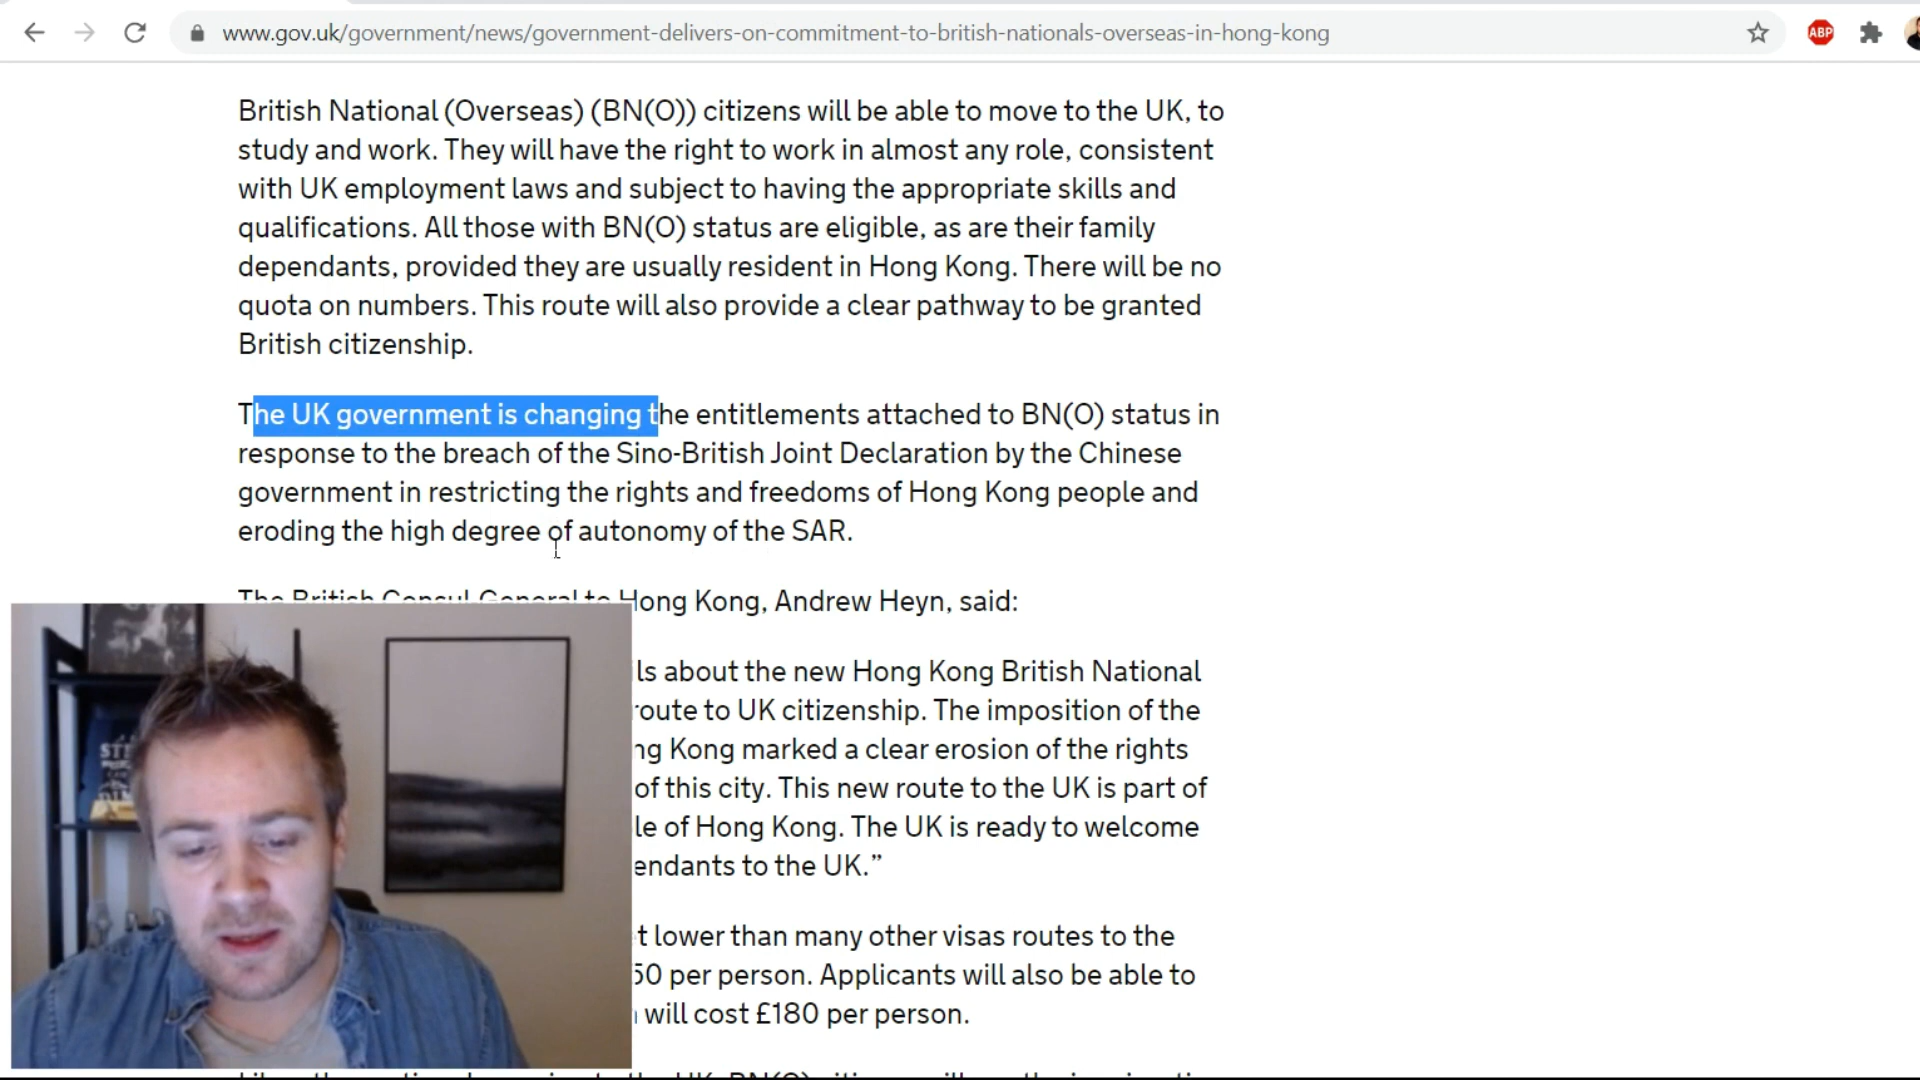 www.gov.uk/government/news/government-delivers-on-commitment-to-british-nationals-overseas-in-hong-kong
ABP
British National (Overseas) (BN(O)) citizens will be able to move to the UK, to
study and work. They will have the right to work in almost any role, consistent
with UK employment laws and subject to having the appropriate skills and
qualifications. All those with BN(O) status are eligible, as are their family
dependants, provided they are usually resident in Hong Kong. There will be no
quota on numbers. This route will also provide a clear pathway to be granted
British citizenship.
The UK government is changing the entitlements attached to BN(O) status in
response to the breach of the Sino-British Joint Declaration by the Chinese
government in restricting the rights and freedoms of Hong Kong people and
eroding the high degree of autonomy of the SAR.
The British Consul General to Hong Kong, Andrew Heyn, said:
ls about the new Hong Kong British National
route to UK citizenship. The imposition of the
ng Kong marked a clear erosion of the rights
of this city. This new route to the UK is part of
le of Hong Kong. The UK is ready to welcome
endants to the UK.”
t lower than many other visas routes to the
50 per person. Applicants will also be able to
will cost £180 per person.